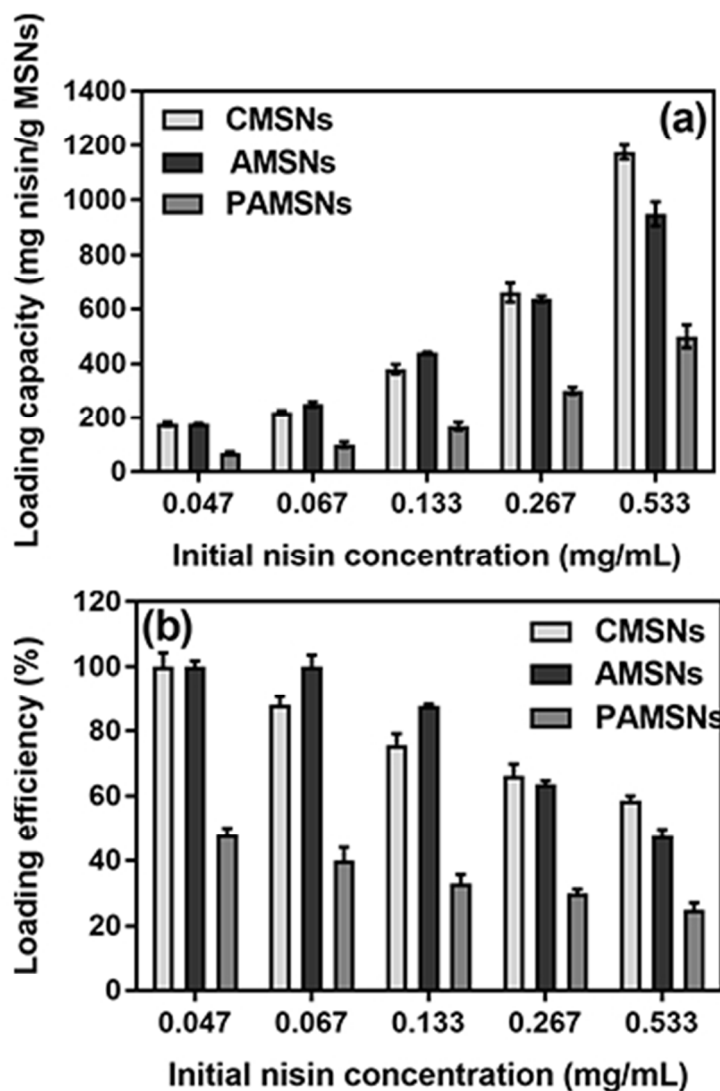 (a)
CMSNs
AMSNs
PAMSNs
Loading capacity (mg nisin/g MSNs)
1400
1200
1000
800
600
400
200
0
0.047 0.067 0.133 0.267 0.533
Initial nisin concentration (mg/mL)
(b)
CMSNs
AMSNs
PAMSNs
Loading efficiency (%)
120
100
80
60
40
20
0
0.047 0.067 0.133 0.267 0.533
Initial nisin concentration (mg/mL)